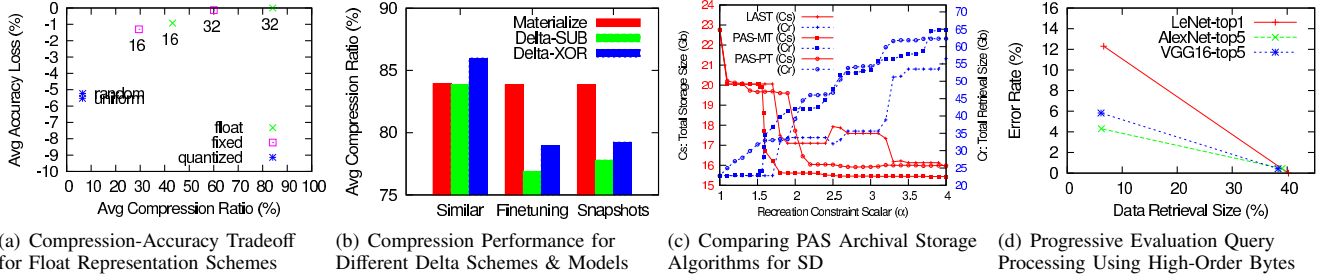 Avg Accuracy Loss (%)
0
-1
-2
-3
-4
-5
-6
-7
-8
-9
-10
16
16
32
32
random
uniform
float
fixed
quantized
0 10 20 30 40 50 60 70 80 90 100
Avg Compression Ratio (%)
(a) Compression-Accuracy Tradeoff
for Float Representation Schemes
Avg Compression Ratio (%)
90
85
80
75
Materialize
Delta-SUB
Delta-XOR
Similar Finetuning Snapshots
(b) Compression Performance for
Different Delta Schemes & Models
Cs: Total Storage Size (Gb)
24
23
22
21
20
19
18
17
16
15
LAST (Cs)
(Cr)
PAS-MT (Cs)
(Cr)
PAS-PT (Cs)
(Cr)
65
60
55
50
45
40
35
30
25
20
Cr: Total Retrieval Size (Gb)
1 1.5 2 2.5 3 3.5 4
Recreation Constraint Scalar (α)
(c) Comparing PAS Archival Storage
Algorithms for SD
Error Rate (%)
16
14
12
10
8
6
4
2
0
LeNet-top1
AlexNet-top5
VGG16-top5
0 10 20 30 40
Data Retrieval Size (%)
(d) Progressive Evaluation Query
Processing Using High-Order Bytes